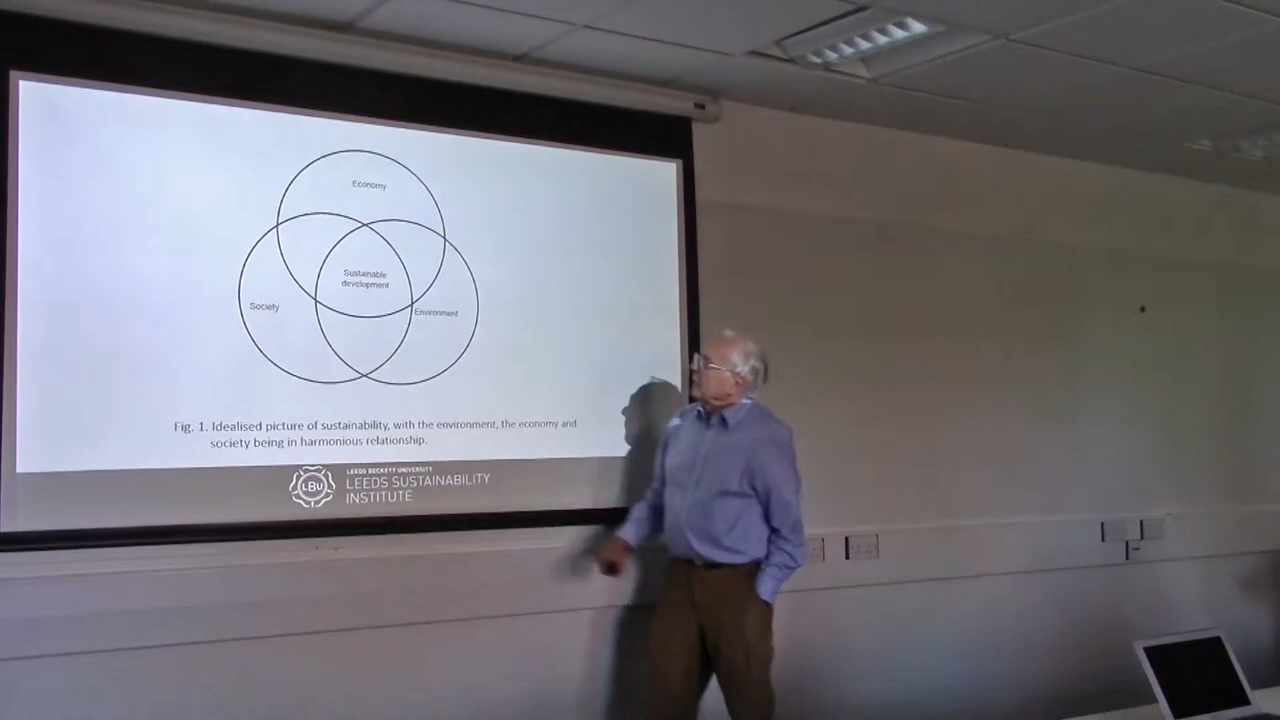 Economy
Sustainable
development
Society
Environment
Fig. 1. Idealised picture of sustainability, with the environment, the economy and
society being in harmonious relationship.
LBU
LEEDS BECKETT UNIVERSITY
LEEDS SUSTAINABILITY
INSTITUTE